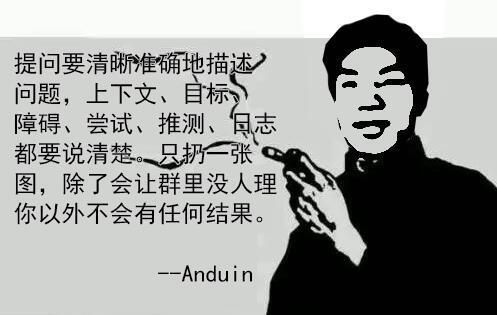 提问要清晰准确地描述
问题，上下文、目标、
障碍、尝试、推测、日志
都要说清楚。只扔一张
图，除了会让群里没人理
你以外不会有任何结果。
--Anduin